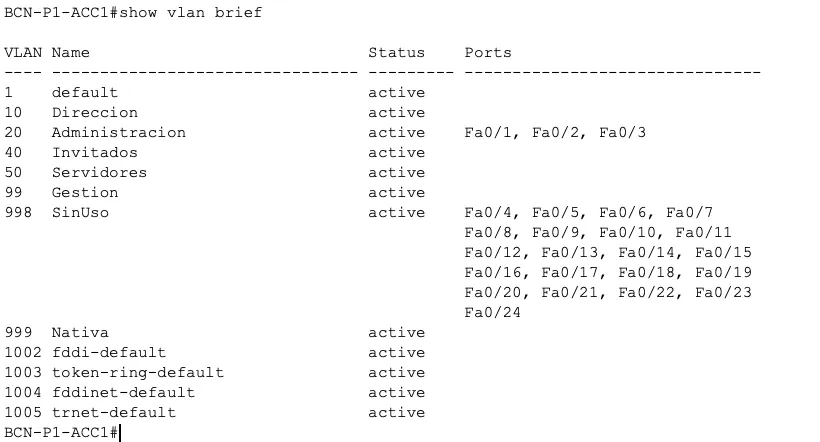 BCN-P1-ACC1#show vlan brief
VLAN Name                             Status    Ports
---- -------------------------------- --------- -------------------------------
1    default                          active
10   Direccion                        active
20   Administracion                   active    Fa0/1, Fa0/2, Fa0/3
40   Invitados                        active
50   Servidores                       active
99   Gestion                          active
998  SinUso                           active    Fa0/4, Fa0/5, Fa0/6, Fa0/7
                                                Fa0/8, Fa0/9, Fa0/10, Fa0/11
                                                Fa0/12, Fa0/13, Fa0/14, Fa0/15
                                                Fa0/16, Fa0/17, Fa0/18, Fa0/19
                                                Fa0/20, Fa0/21, Fa0/22, Fa0/23
                                                Fa0/24
999  Nativa                           active
1002 fddi-default                     active
1003 token-ring-default               active
1004 fddinet-default                  active
1005 trnet-default                    active
BCN-P1-ACC1#